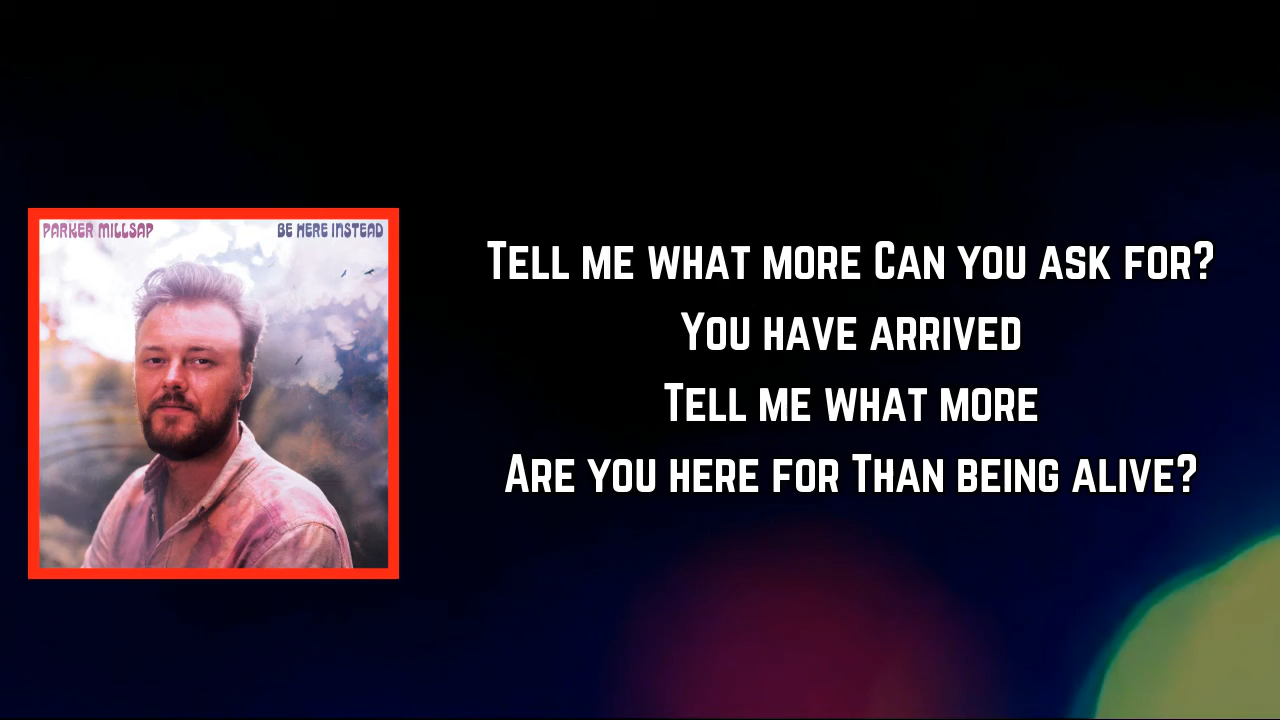 PARKER MILLSAP
BE HERE INSTEAD
Tell me what more Can you ask for?
You have arrived
Tell me what more
Are you here for Than being alive?